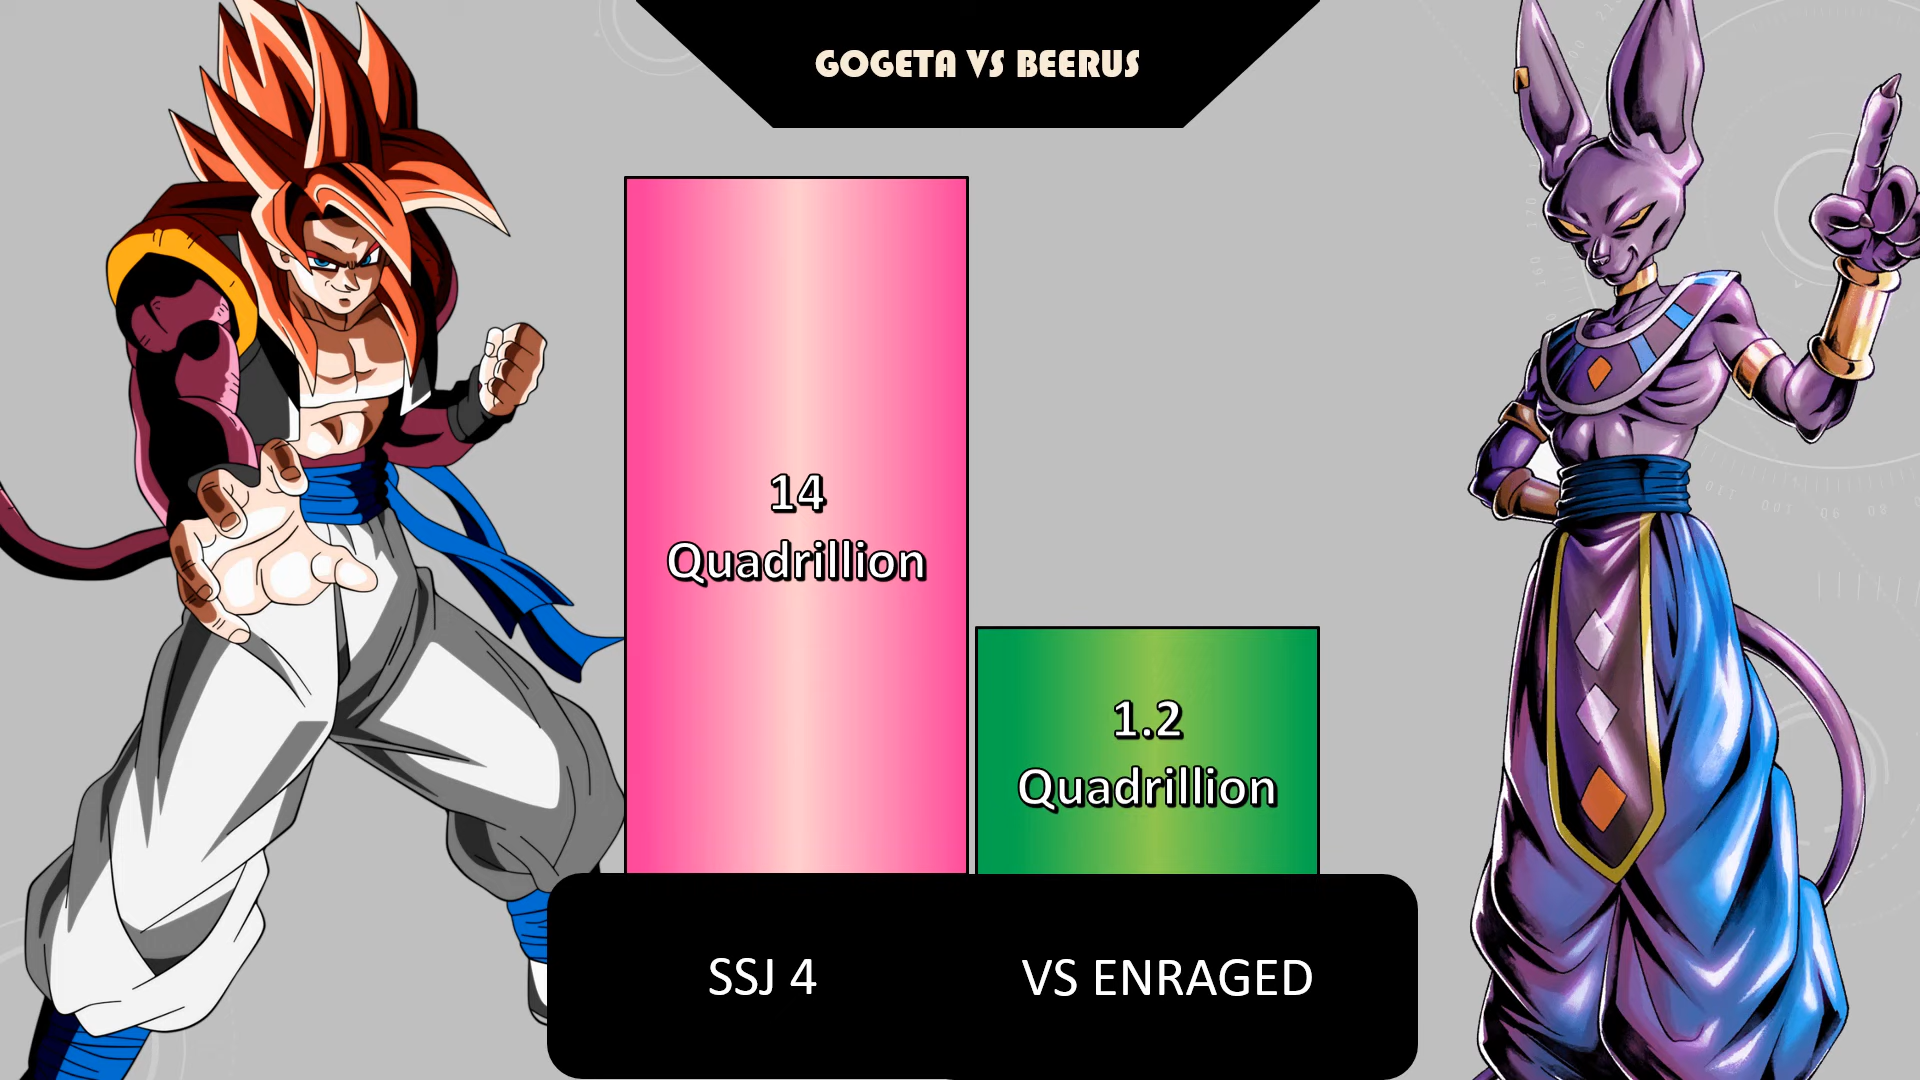 GOGETA VS BEERUS
14
Quadrillion
1.2
Quadrillion
SSJ 4
VS ENRAGED